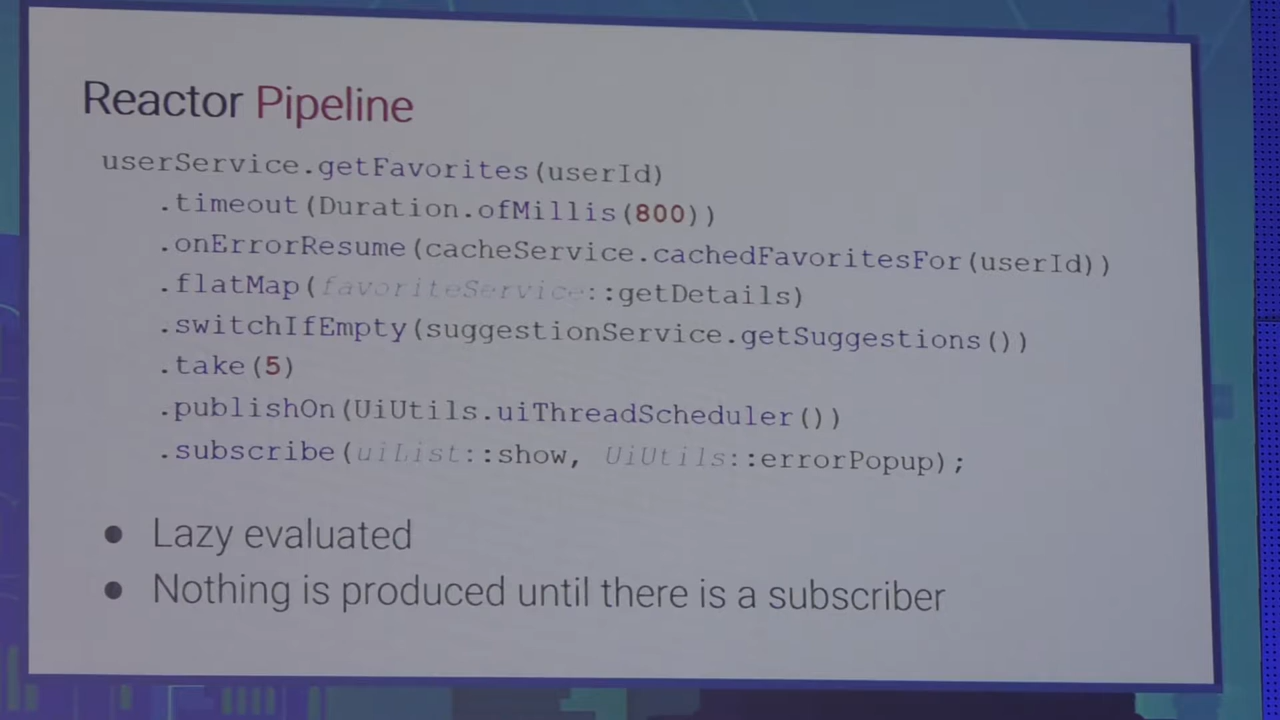 Reactor Pipeline
userService.getFavorites(userId)
.timeout(Duration.ofMillis(800))
.onErrorResume(cacheService.cachedFavoritesFor(userId))
.flatMap(favoriteService::getDetails)
.switchIfEmpty(suggestionService.getSuggestions())
.take(5)
.publishOn(UiUtils.uiThreadScheduler())
.subscribe(uiList::show, UiUtils::errorPopup);
● Lazy evaluated
● Nothing is produced until there is a subscriber